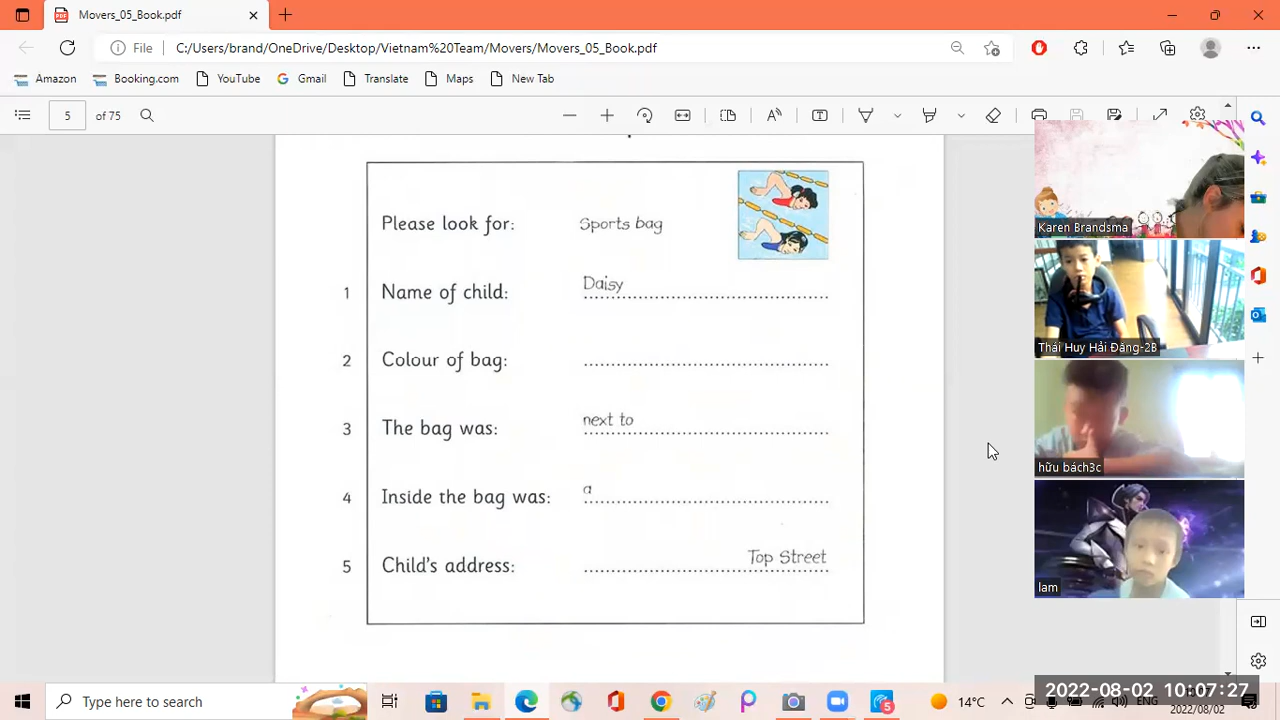 Movers_05_Book.pdf
File
C:/Users/brand/OneDrive/Desktop/Vietnam%20Team/Movers/Movers_05_Book.pdf
Amazon
Booking.com
YouTube
Gmail
Translate
Maps
New Tab
5 of 75
Please look for: Sports bag
1 Name of child: Daisy
2 Colour of bag:
3 The bag was: next to
4 Inside the bag was: a
5 Child's address: Top Street
Karen Brandsma
Thái Huy Hải Đăng-2B
hữu bách3c
lam
Type here to search
14°C
ENG
2022-08-02 10:07:27
2022/08/02